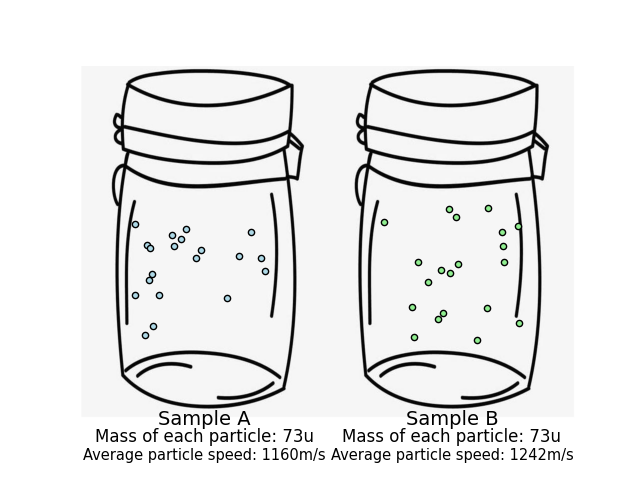 Sample A
Mass of each particle: 73u
Average particle speed: 1160m/s
Sample B
Mass of each particle: 73u
Average particle speed: 1242m/s